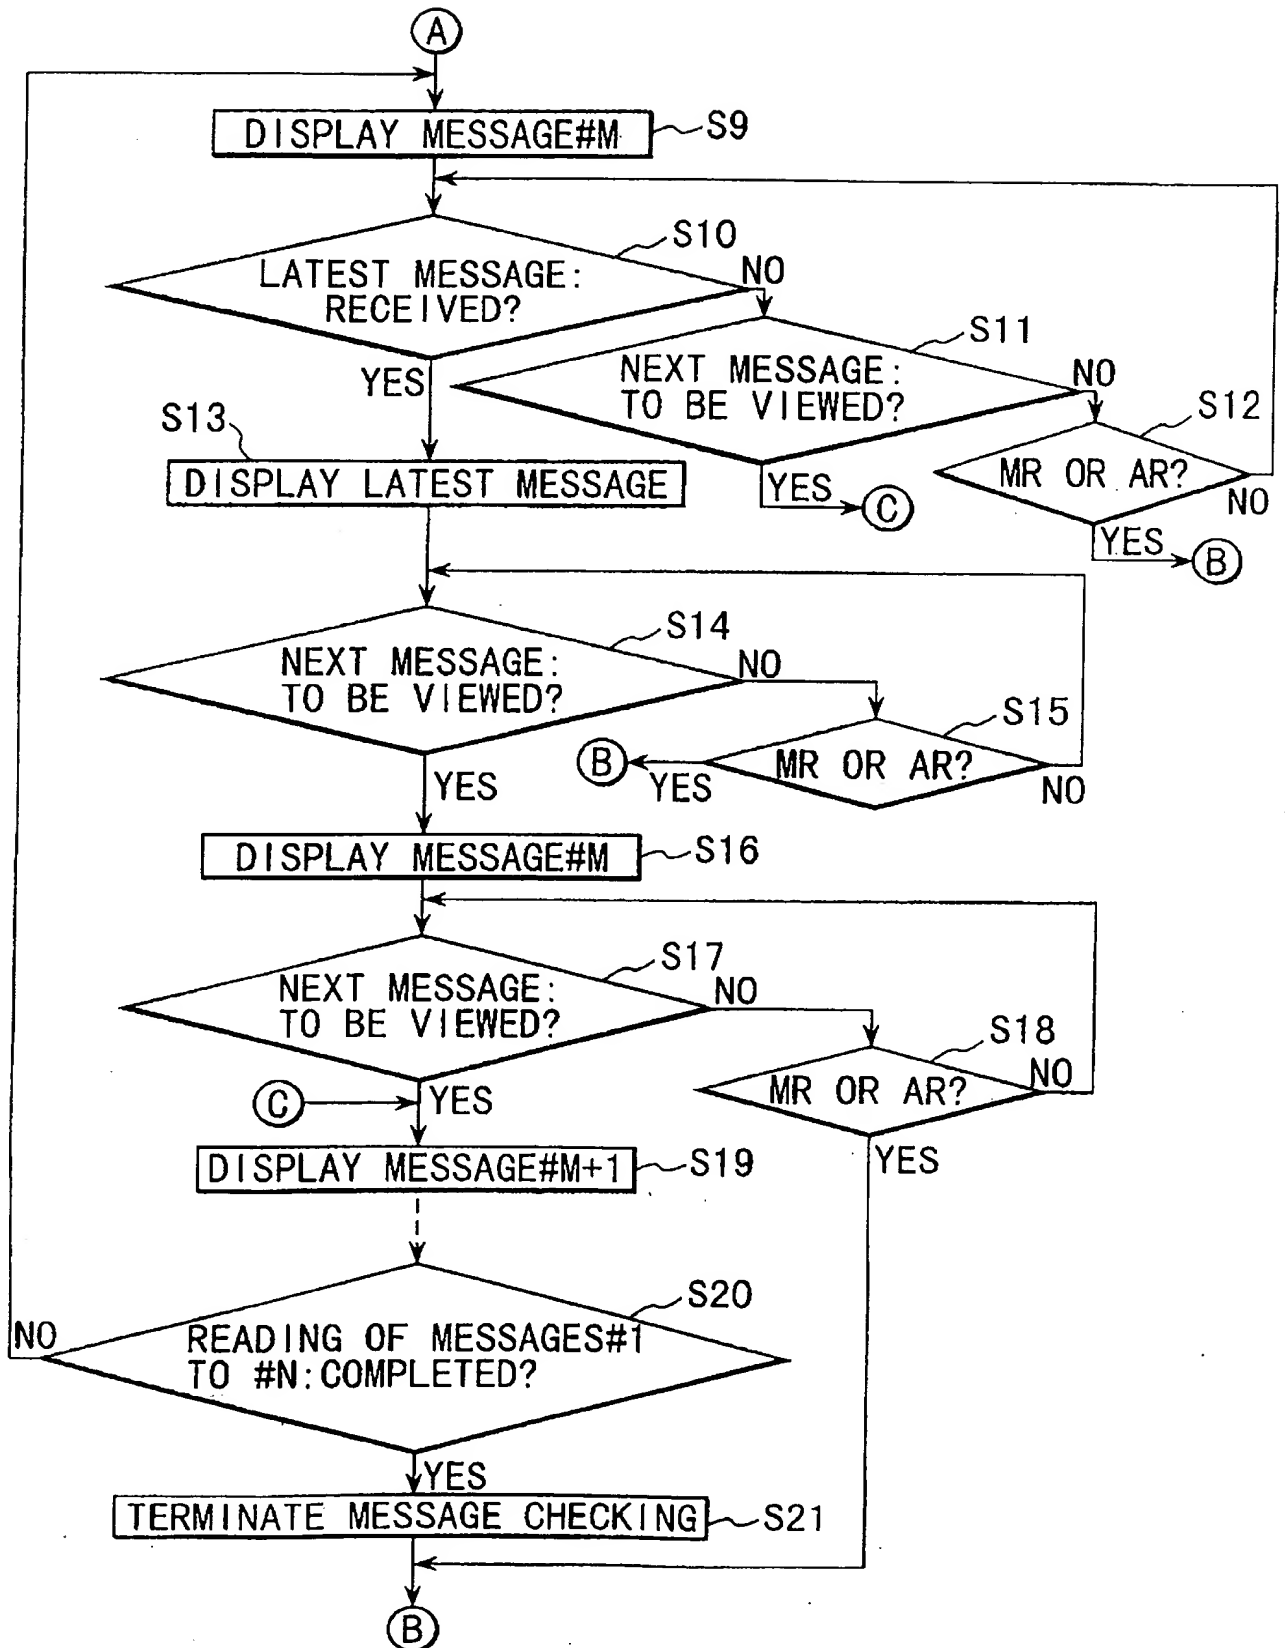 A
DISPLAY MESSAGE#M
S9
S10
LATEST MESSAGE:
RECEIVED?
NO
YES
S11
NEXT MESSAGE:
TO BE VIEWED?
NO
YES
C
S12
MR OR AR?
NO
YES
B
S13
DISPLAY LATEST MESSAGE
S14
NEXT MESSAGE:
TO BE VIEWED?
NO
YES
S15
MR OR AR?
NO
YES
B
DISPLAY MESSAGE#M
S16
S17
NEXT MESSAGE:
TO BE VIEWED?
NO
YES
S18
MR OR AR?
NO
YES
C
DISPLAY MESSAGE#M+1
S19
S20
READING OF MESSAGES#1
TO #N:COMPLETED?
NO
YES
TERMINATE MESSAGE CHECKING
S21
B